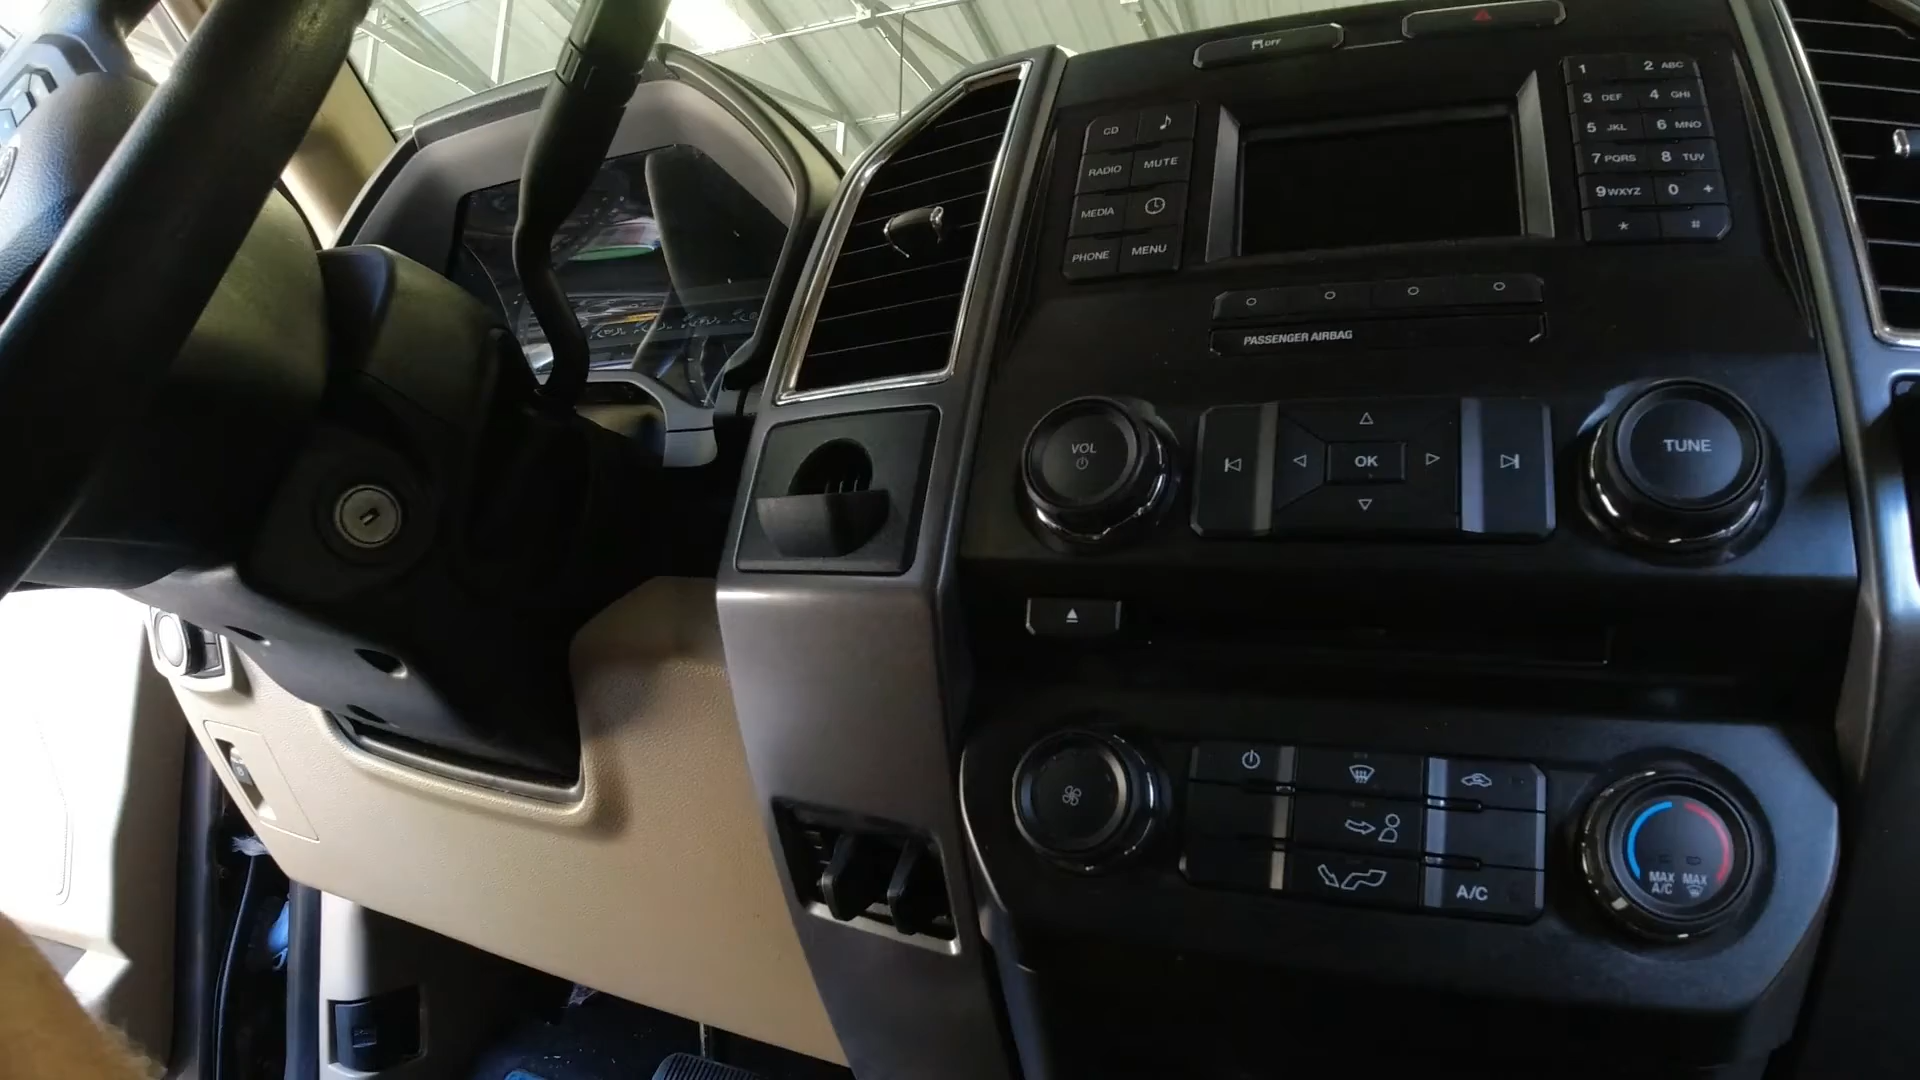 OFF
1
2 ABC
3 DEF
4 GHI
5 JKL
6 MNO
7 PQRS
8 TUV
9 WXYZ
0 +
* #
CD
RADIO MUTE
MEDIA
PHONE MENU
PASSENGER AIRBAG
VOL
OK
TUNE
A/C
MAX A/C
MAX